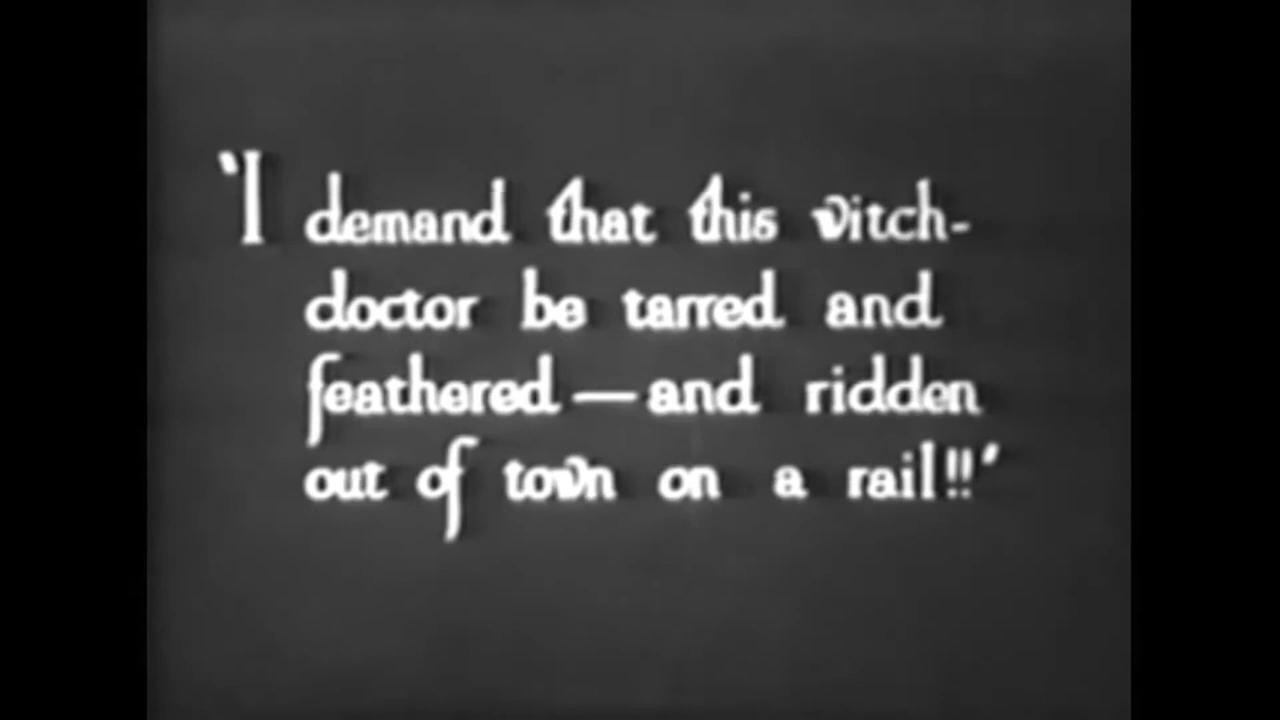 'I demand that this witch-
doctor be tarred and
feathered — and ridden
out of town on a rail!!'